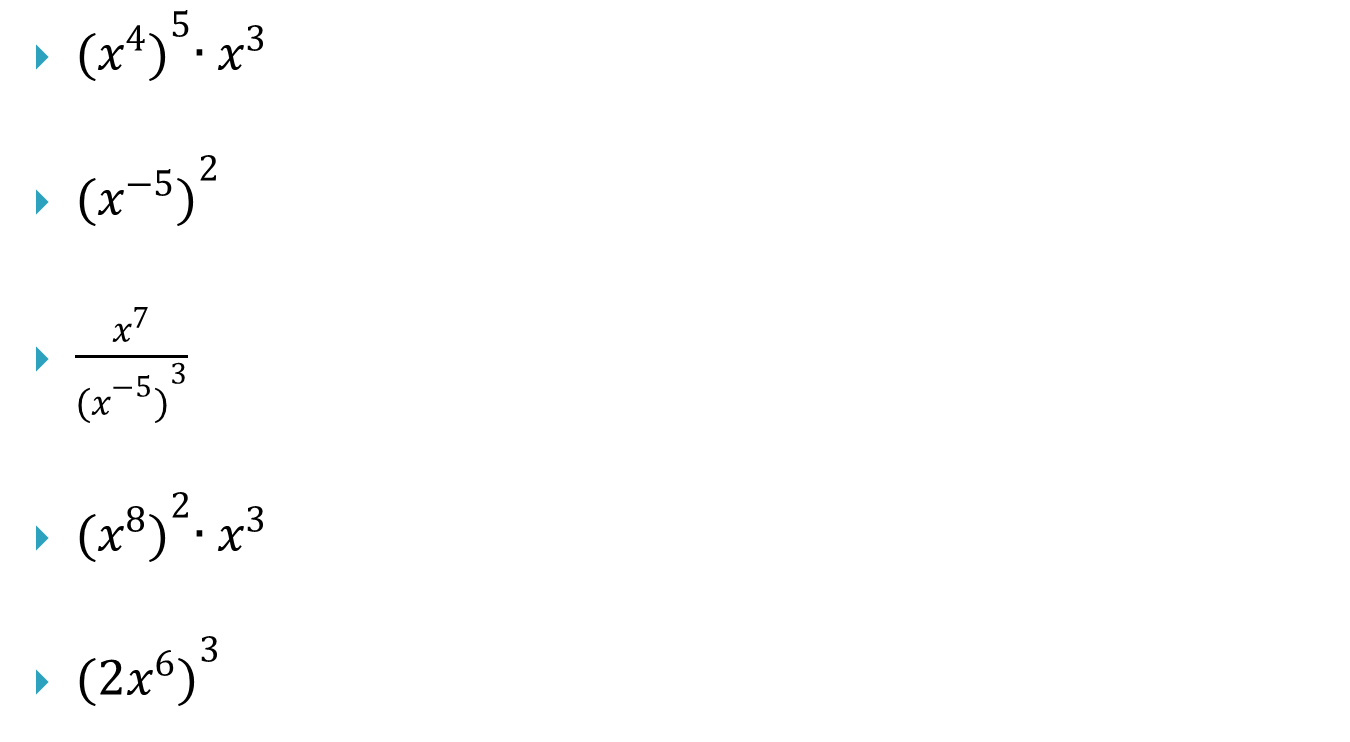 (x⁴)⁵ · x³
(x⁻⁵)²
x⁷/(x⁻⁵)³
(x⁸)² · x³
(2x⁶)³